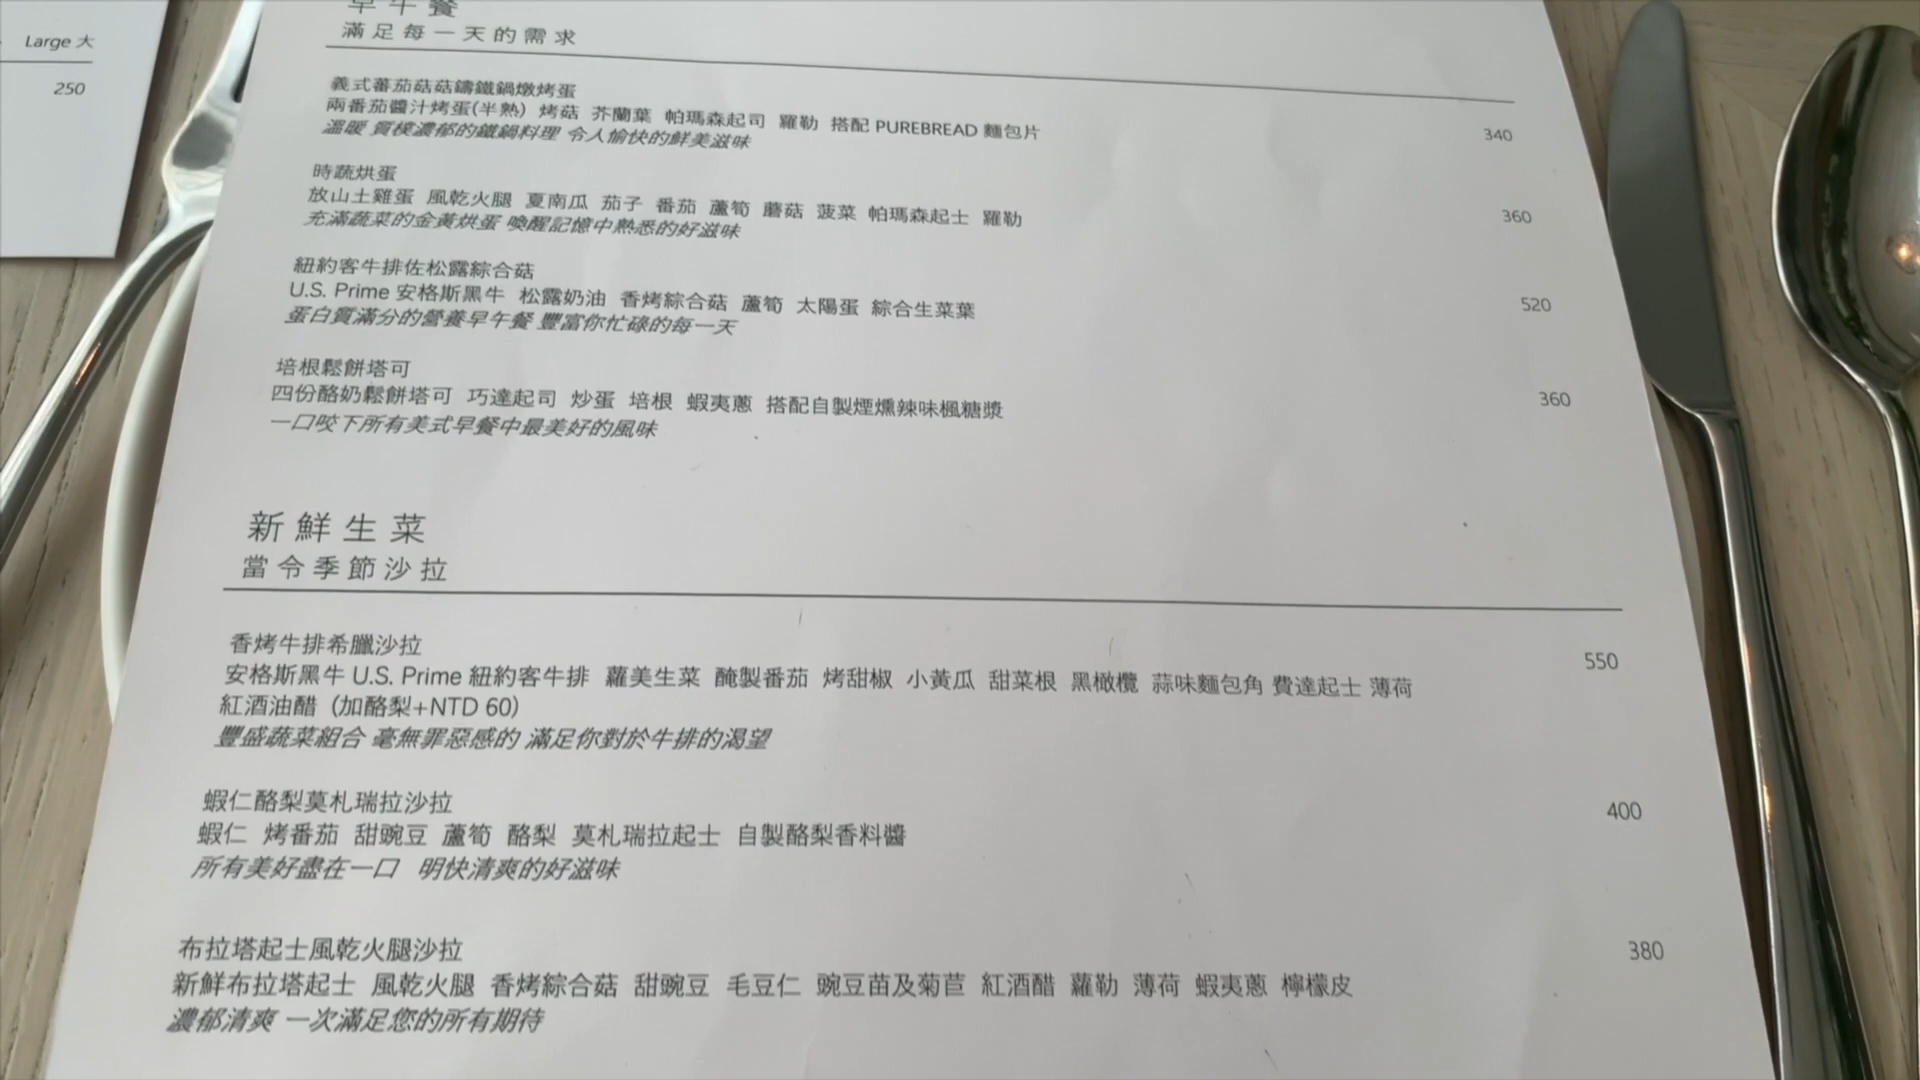 Large 大
250
早午餐
滿足每一天的需求
義式蕃茄菇菇鑄鐵鍋燉烤蛋
兩番茄醬汁烤蛋(半熟) 烤菇 芥蘭葉 帕瑪森起司 羅勒 搭配 PUREBREAD 麵包片 340
溫暖 質樸濃郁的鐵鍋料理 令人愉快的鮮美滋味
時蔬烘蛋
放山土雞蛋 風乾火腿 夏南瓜 茄子 番茄 蘆筍 蘑菇 菠菜 帕瑪森起士 羅勒 360
充滿蔬菜的金黃烘蛋 喚醒記憶中熟悉的好滋味
紐約客牛排佐松露綜合菇
U.S. Prime 安格斯黑牛 松露奶油 香烤綜合菇 蘆筍 太陽蛋 綜合生菜葉 520
蛋白質滿分的營養早午餐 豐富你忙碌的每一天
培根鬆餅塔可
四份酪奶鬆餅塔可 巧達起司 炒蛋 培根 蝦夷蔥 搭配自製煙燻辣味楓糖漿 360
一口咬下所有美式早餐中最美好的風味
新鮮生菜
當令季節沙拉
香烤牛排希臘沙拉 550
安格斯黑牛 U.S. Prime 紐約客牛排 蘿美生菜 醃製番茄 烤甜椒 小黃瓜 甜菜根 黑橄欖 蒜味麵包角 費達起士 薄荷
紅酒油醋 (加酪梨+NTD 60)
豐盛蔬菜組合 毫無罪惡感的 滿足你對於牛排的渴望
蝦仁酪梨莫札瑞拉沙拉 400
蝦仁 烤番茄 甜豌豆 蘆筍 酪梨 莫札瑞拉起士 自製酪梨香料醬
所有美好盡在一口 明快清爽的好滋味
布拉塔起士風乾火腿沙拉 380
新鮮布拉塔起士 風乾火腿 香烤綜合菇 甜豌豆 毛豆仁 豌豆苗及菊苣 紅酒醋 蘿勒 薄荷 蝦夷蔥 檸檬皮
濃郁清爽 一次滿足您的所有期待